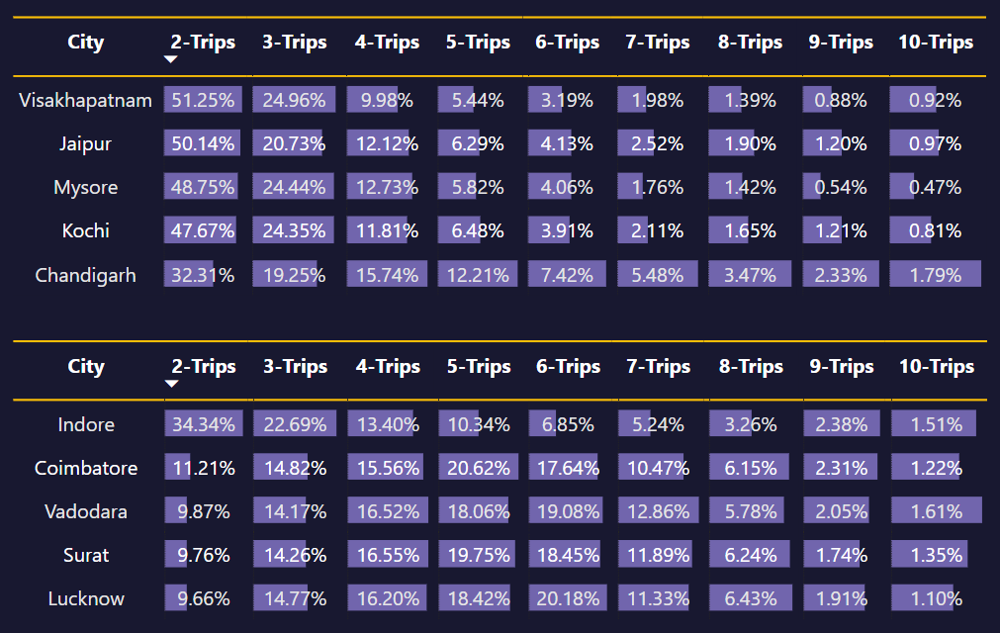 City 2-Trips 3-Trips 4-Trips 5-Trips 6-Trips 7-Trips 8-Trips 9-Trips 10-Trips
Visakhapatnam 51.25% 24.96% 9.98% 5.44% 3.19% 1.98% 1.39% 0.88% 0.92%
Jaipur 50.14% 20.73% 12.12% 6.29% 4.13% 2.52% 1.90% 1.20% 0.97%
Mysore 48.75% 24.44% 12.73% 5.82% 4.06% 1.76% 1.42% 0.54% 0.47%
Kochi 47.67% 24.35% 11.81% 6.48% 3.91% 2.11% 1.65% 1.21% 0.81%
Chandigarh 32.31% 19.25% 15.74% 12.21% 7.42% 5.48% 3.47% 2.33% 1.79%
City 2-Trips 3-Trips 4-Trips 5-Trips 6-Trips 7-Trips 8-Trips 9-Trips 10-Trips
Indore 34.34% 22.69% 13.40% 10.34% 6.85% 5.24% 3.26% 2.38% 1.51%
Coimbatore 11.21% 14.82% 15.56% 20.62% 17.64% 10.47% 6.15% 2.31% 1.22%
Vadodara 9.87% 14.17% 16.52% 18.06% 19.08% 12.86% 5.78% 2.05% 1.61%
Surat 9.76% 14.26% 16.55% 19.75% 18.45% 11.89% 6.24% 1.74% 1.35%
Lucknow 9.66% 14.77% 16.20% 18.42% 20.18% 11.33% 6.43% 1.91% 1.10%